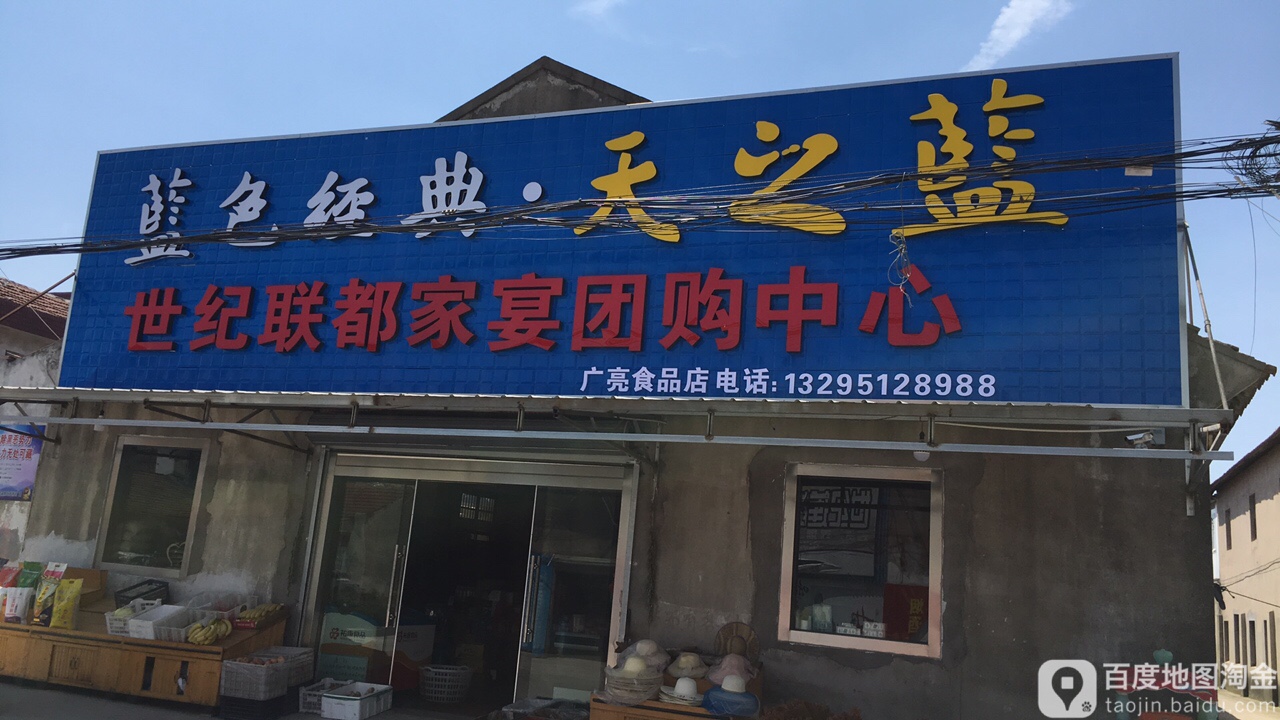 藍色经典·天之藍
世纪联都家宴团购中心
广亮食品店 电话:13295128988
百度地图淘金
taojin.baidu.com